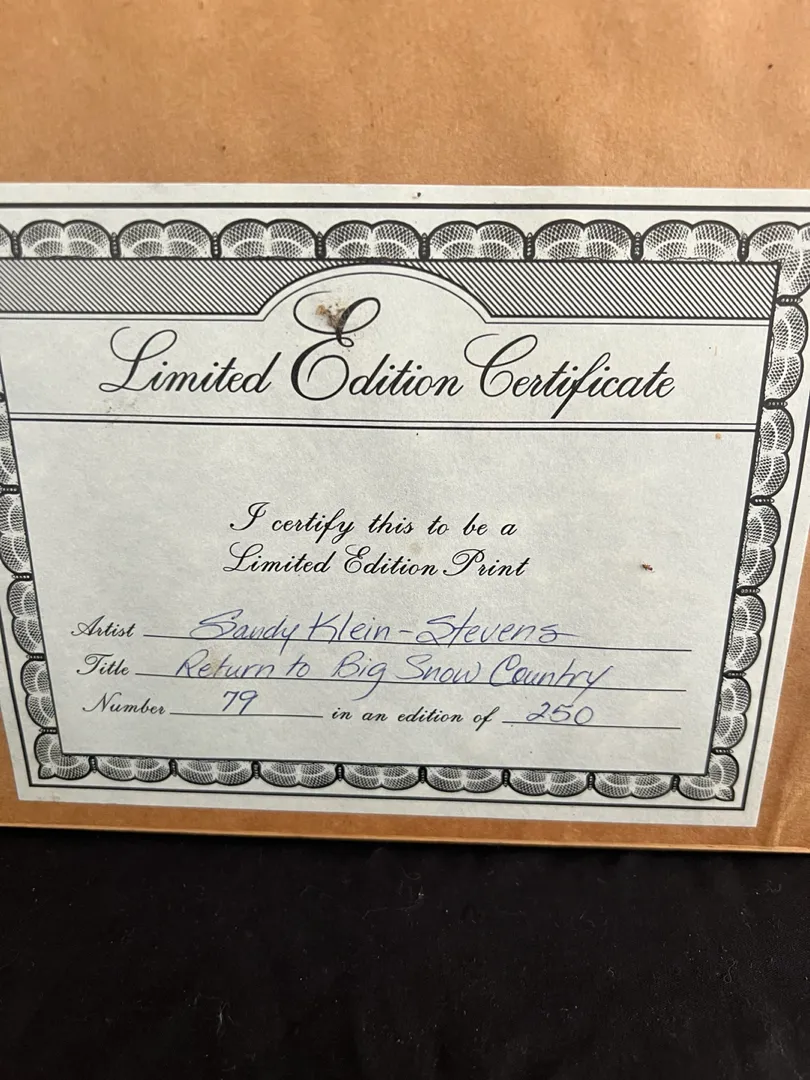 Limited Edition Certificate
I certify this to be a
Limited Edition Print
Artist Sandy Klein-Stevens
Title Return to Big Snow Country
Number 79 in an edition of 250